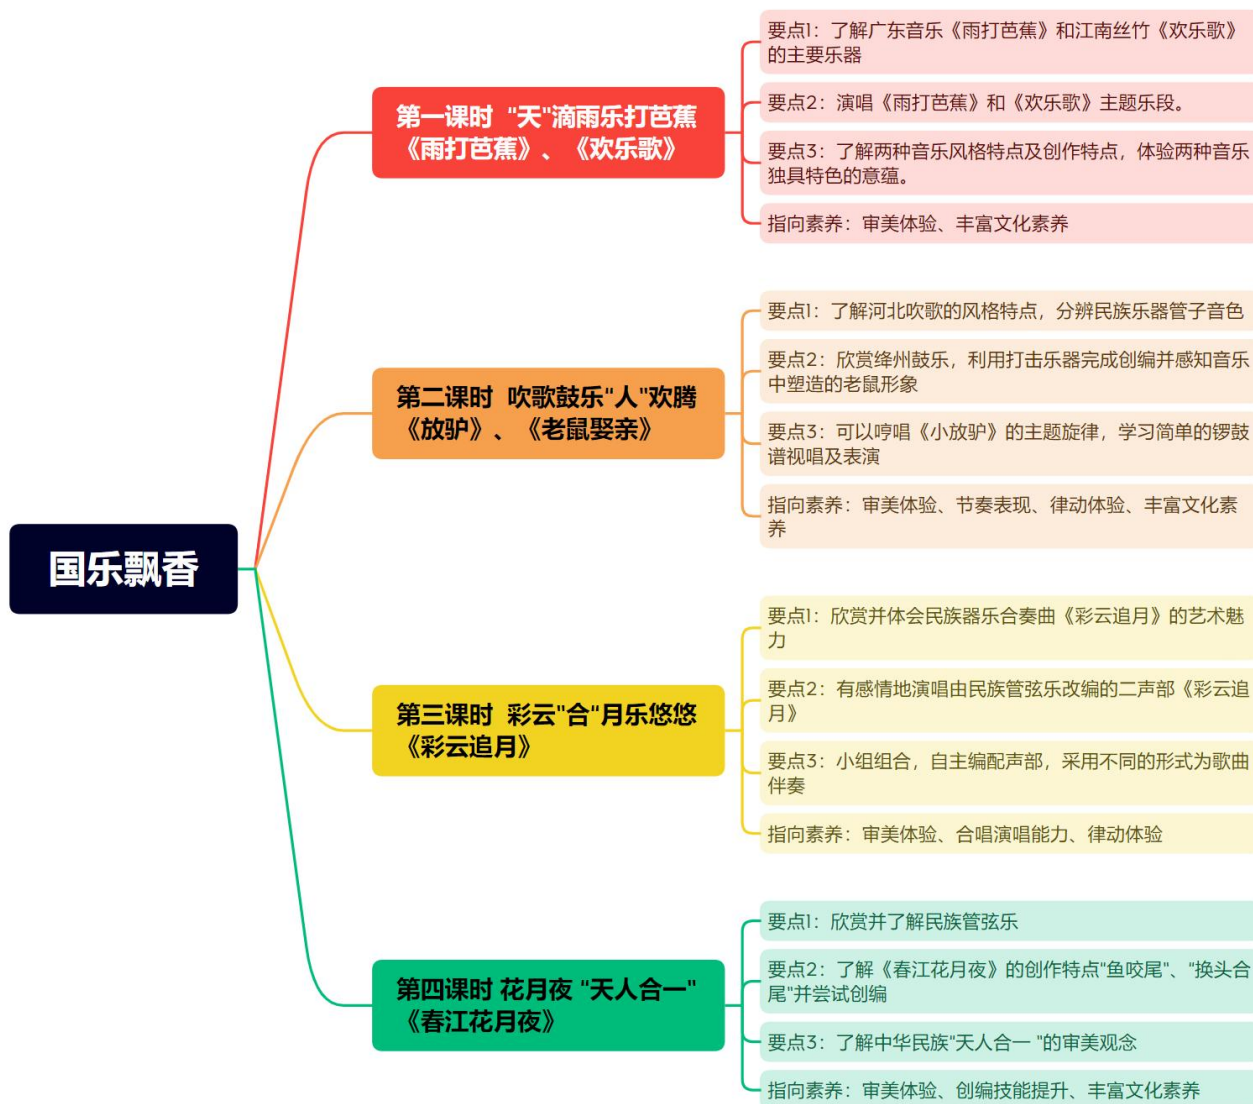 国乐飘香
第一课时 "天"滴雨乐打芭蕉
《雨打芭蕉》、《欢乐歌》
要点1：了解广东音乐《雨打芭蕉》和江南丝竹《欢乐歌》
的主要乐器
要点2：演唱《雨打芭蕉》和《欢乐歌》主题乐段。
要点3：了解两种音乐风格特点及创作特点，体验两种音乐
独具特色的意蕴。
指向素养：审美体验、丰富文化素养
第二课时 吹歌鼓乐"人"欢腾
《放驴》、《老鼠娶亲》
要点1：了解河北吹歌的风格特点，分辨民族乐器管子音色
要点2：欣赏绛州鼓乐，利用打击乐器完成创编并感知音乐
中塑造的老鼠形象
要点3：可以哼唱《小放驴》的主题旋律，学习简单的锣鼓
谱视唱及表演
指向素养：审美体验、节奏表现、律动体验、丰富文化素
养
第三课时 彩云"合“月乐悠悠
《彩云追月》
要点1：欣赏并体会民族器乐合奏曲《彩云追月》的艺术魅
力
要点2：有感情地演唱由民族管弦乐改编的二声部《彩云追
月》
要点3：小组组合，自主编配声部，采用不同的形式为歌曲
伴奏
指向素养：审美体验、合唱演唱能力、律动体验
第四课时 花月夜 "天人合一"
《春江花月夜》
要点1：欣赏并了解民族管弦乐
要点2：了解《春江花月夜》的创作特点"鱼咬尾"、"换头合
尾"并尝试创编
要点3：了解中华民族"天人合一 "的审美观念
指向素养：审美体验、创编技能提升、丰富文化素养